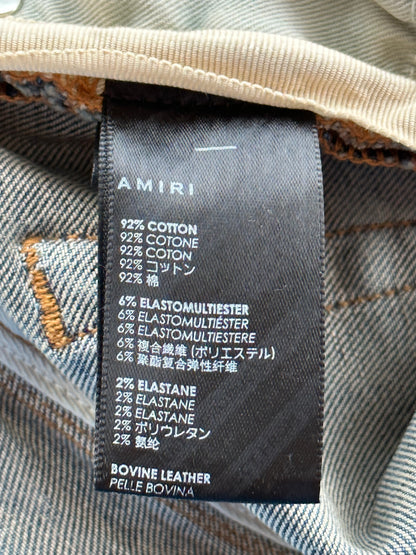 AMIRI
92% COTTON
92% COTONE
92% COTON
92% コットン
92% 棉
6% ELASTOMULTIESTER
6% ELASTOMULTIÉSTER
6% ELASTOMULTIESTERE
6% 複合繊維 (ポリエステル)
6% 聚酯复合弹性纤维
2% ELASTANE
2% ELASTANE
2% ELASTANE
2% ポリウレタン
2% 氨纶
BOVINE LEATHER
PELLE BOVINA